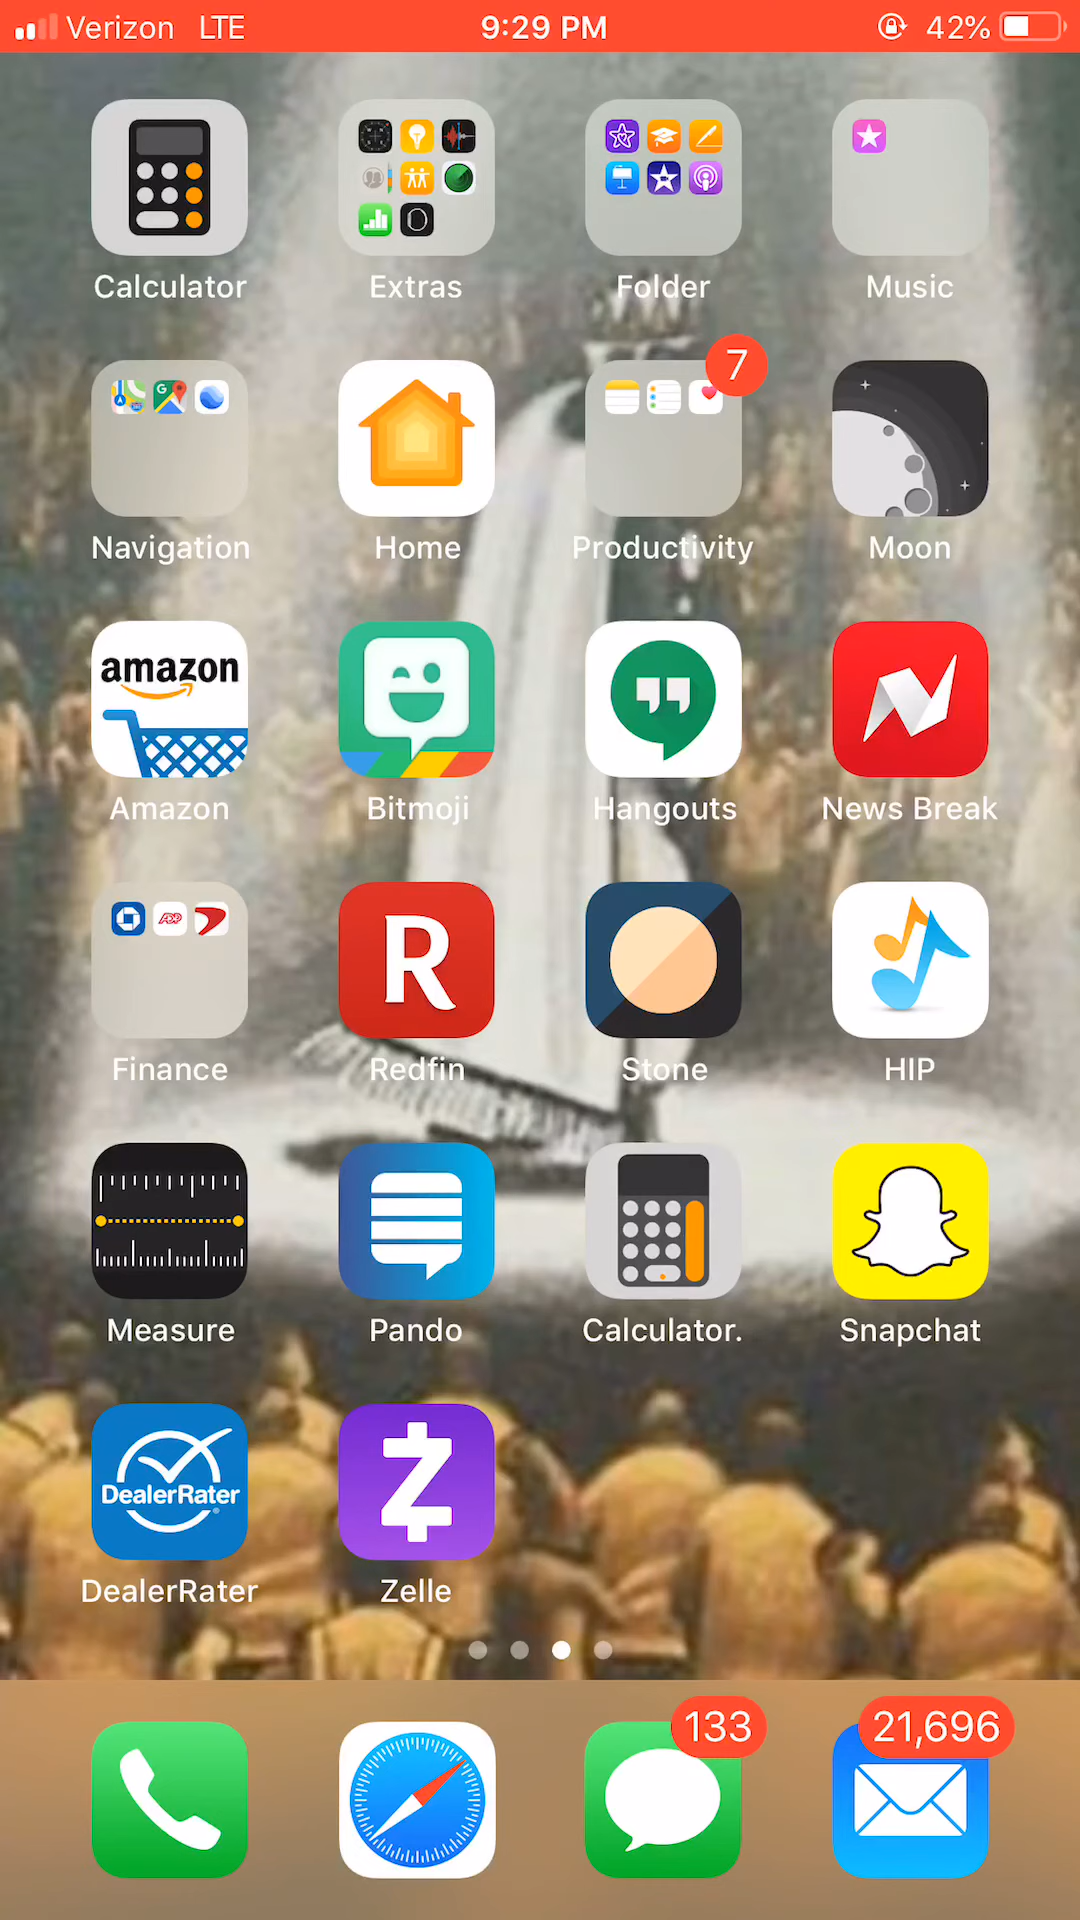 Verizon LTE 9:29 PM 42%
Calculator Extras Folder Music
7
Navigation Home Productivity Moon
amazon
Amazon Bitmoji Hangouts News Break
ADP
R
Finance Redfin Stone HIP
Measure Pando Calculator. Snapchat
DealerRater
DealerRater Zelle
133 21,696